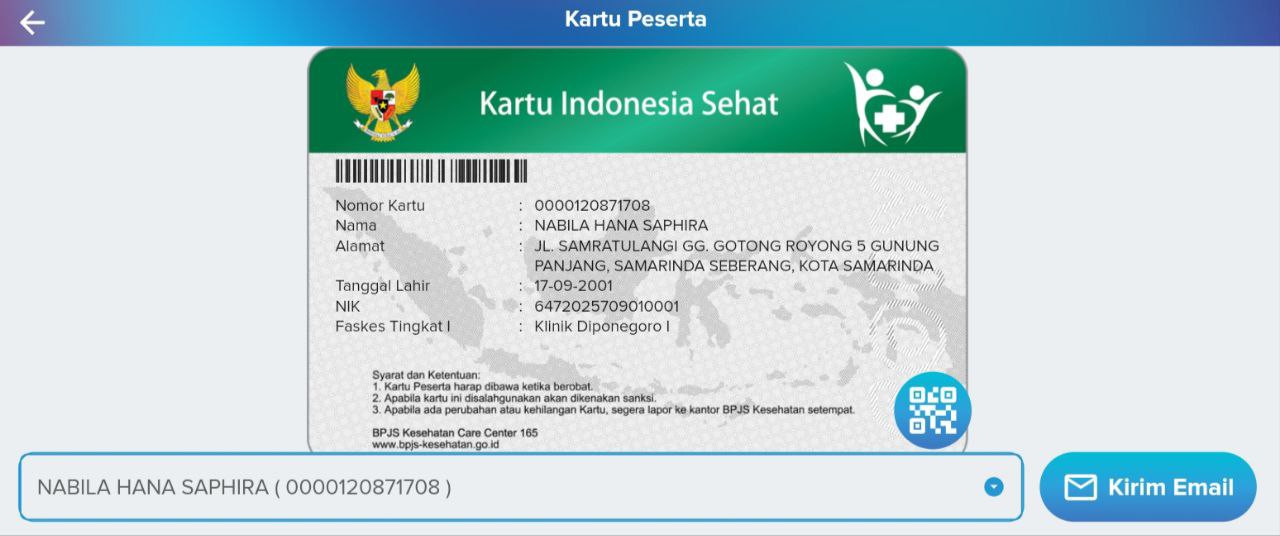 Kartu Peserta
Kartu Indonesia Sehat
Nomor Kartu : 0000120871708
Nama : NABILA HANA SAPHIRA
Alamat : JL. SAMRATULANGI GG. GOTONG ROYONG 5 GUNUNG
PANJANG, SAMARINDA SEBERANG, KOTA SAMARINDA
Tanggal Lahir : 17-09-2001
NIK : 6472025709010001
Faskes Tingkat I : Klinik Diponegoro I
Syarat dan Ketentuan:
1. Kartu Peserta harap dibawa ketika berobat.
2. Apabila kartu ini disalahgunakan akan dikenakan sanksi.
3. Apabila ada perubahan atau kehilangan Kartu, segera lapor ke kantor BPJS Kesehatan setempat.
BPJS Kesehatan Care Center 165
www.bpjs-kesehatan.go.id
NABILA HANA SAPHIRA ( 0000120871708 )
Kirim Email